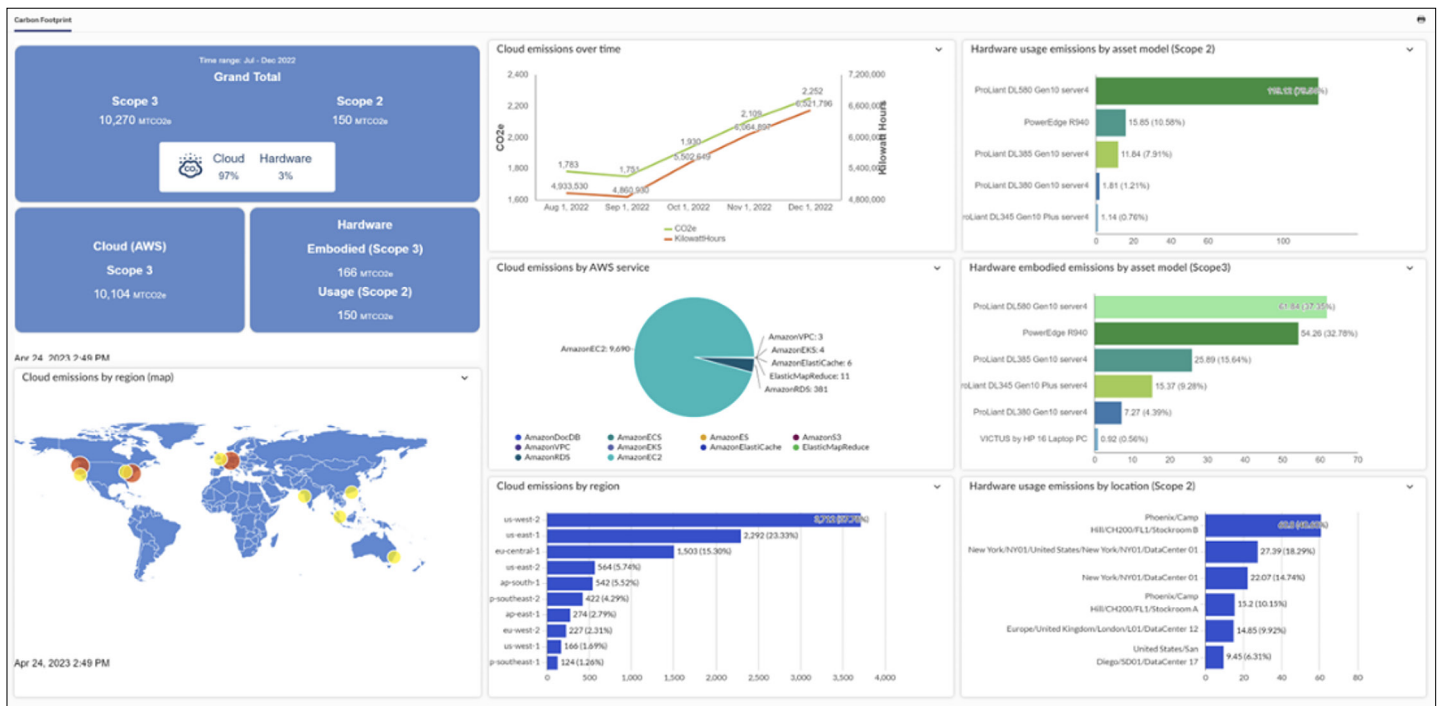 Carbon Footprint
Time range: Jul - Dec 2022
Grand Total
Scope 3
Scope 2
10,270 MTCO2e
150 MTCO2e
CO₂
Cloud
Hardware
97%
3%
Cloud (AWS)
Scope 3
10,104 MTCO2e
Hardware
Embodied (Scope 3)
166 MTCO2e
Usage (Scope 2)
150 MTCO2e
Apr 24, 2023 2:49 PM
Cloud emissions by region (map)
Apr 24, 2023 2:49 PM
Cloud emissions over time
2,400
2,200
2,000
1,800
1,600
CO2e
7,200,000
6,600,000
6,000,000
5,400,000
4,800,000
Kilowatt Hours
1,783
1,751
1,930
2,109
2,252
4,933,530
4,860,930
5,502,649
6,064,897
6,521,796
Aug 1, 2022
Sep 1, 2022
Oct 1, 2022
Nov 1, 2022
Dec 1, 2022
CO2e
KilowattHours
Cloud emissions by AWS service
AmazonEC2: 9,690
AmazonVPC: 3
AmazonEKS: 4
AmazonElastiCache: 6
ElasticMapReduce: 11
AmazonRDS: 381
AmazonDocDB
AmazonECS
AmazonES
AmazonS3
AmazonVPC
AmazonEKS
AmazonElastiCache
ElasticMapReduce
AmazonRDS
AmazonEC2
Cloud emissions by region
us-west-2
us-east-1
2,292 (23.33%)
eu-central-1
1,503 (15.30%)
us-east-2
564 (5.74%)
ap-south-1
542 (5.52%)
p-southeast-2
422 (4.29%)
ap-east-1
274 (2.79%)
eu-west-2
227 (2.31%)
us-west-1
166 (1.69%)
p-southeast-1
124 (1.26%)
0
500
1,000
1,500
2,000
2,500
3,000
3,500
4,000
Hardware usage emissions by asset model (Scope 2)
ProLiant DL580 Gen10 server4
PowerEdge R940
15.85 (10.58%)
ProLiant DL385 Gen10 server4
11.84 (7.91%)
ProLiant DL380 Gen10 server4
1.81 (1.21%)
roLiant DL345 Gen10 Plus server4
1.14 (0.76%)
0
20
40
60
100
Hardware embodied emissions by asset model (Scope3)
ProLiant DL580 Gen10 server4
61.84 (37.35%)
PowerEdge R940
54.26 (32.78%)
ProLiant DL385 Gen10 server4
25.89 (15.64%)
roLiant DL345 Gen10 Plus server4
15.37 (9.28%)
ProLiant DL380 Gen10 server4
7.27 (4.39%)
VICTUS by HP 16 Laptop PC
0.92 (0.56%)
0
10
20
30
40
50
60
70
Hardware usage emissions by location (Scope 2)
Phoenix/Camp
Hill/CH200/FL1/Stockroom B
New York/NY01/United States/New York/NY01/DataCenter 01
27.39 (18.29%)
New York/NY01/DataCenter 01
22.07 (14.74%)
Phoenix/Camp
Hill/CH200/FL1/Stockroom A
15.2 (10.15%)
Europe/United Kingdom/London/L01/DataCenter 12
14.85 (9.92%)
United States/San
Diego/SD01/DataCenter 17
9.45 (6.31%)
0
20
40
60
80